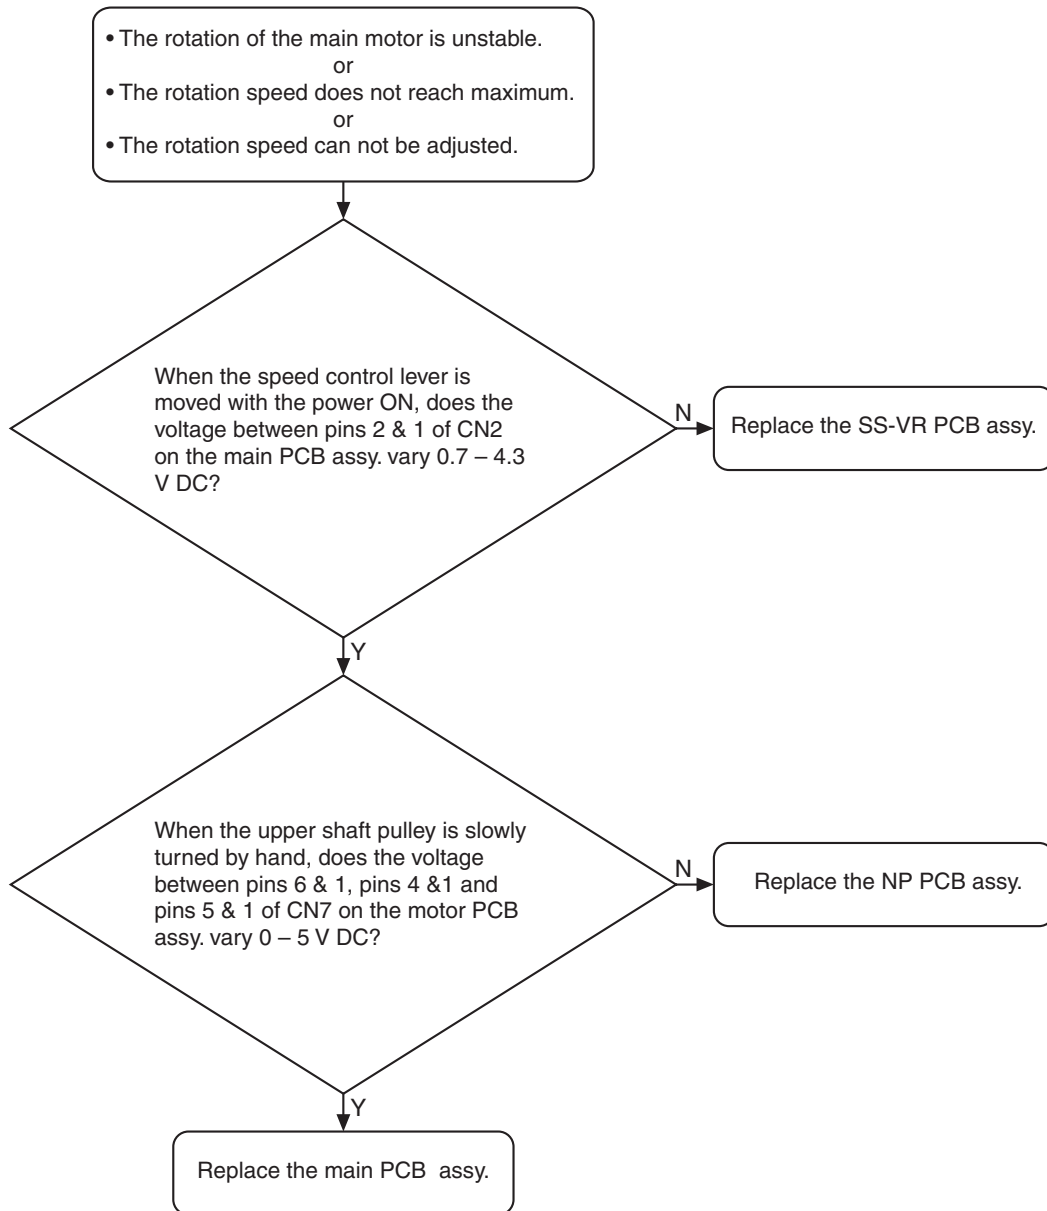 • The rotation of the main motor is unstable.
or
• The rotation speed does not reach maximum.
or
• The rotation speed can not be adjusted.
When the speed control lever is
moved with the power ON, does the
voltage between pins 2 & 1 of CN2
on the main PCB assy. vary 0.7 – 4.3
V DC?
N
Replace the SS-VR PCB assy.
Y
When the upper shaft pulley is slowly
turned by hand, does the voltage
between pins 6 & 1, pins 4 &1 and
pins 5 & 1 of CN7 on the motor PCB
assy. vary 0 – 5 V DC?
N
Replace the NP PCB assy.
Y
Replace the main PCB  assy.